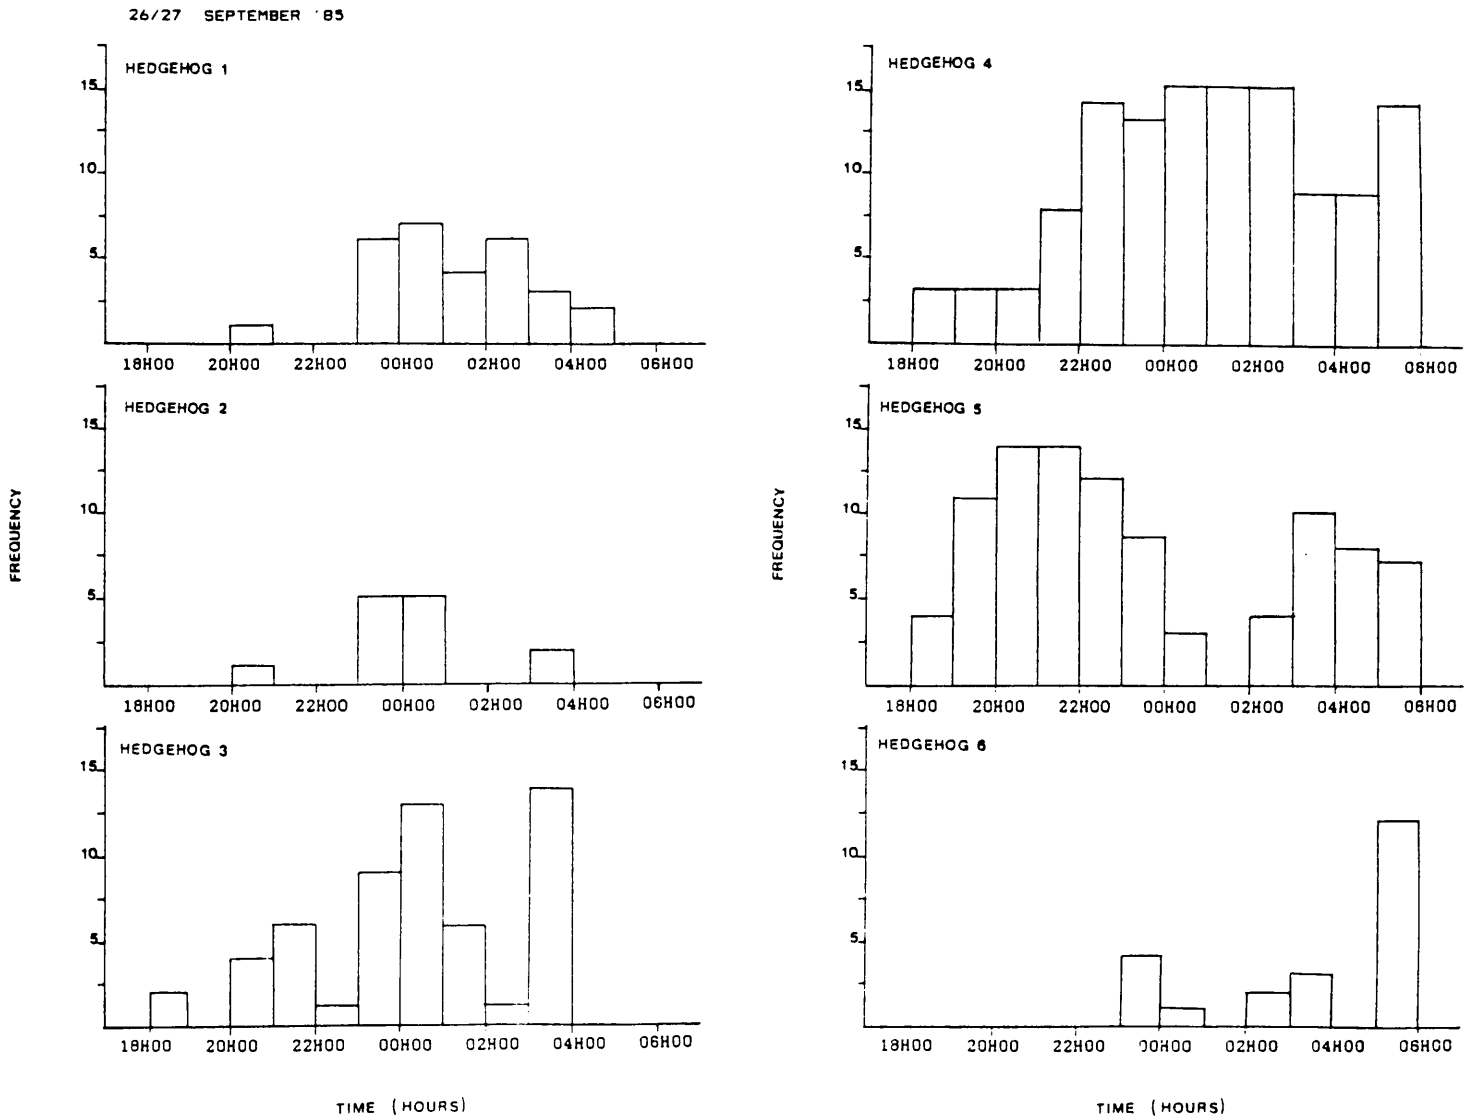 26/27 SEPTEMBER '85
HEDGEHOG 1
15
10
5
18H00 20H00 22H00 00H00 02H00 04H00 06H00
HEDGEHOG 2
15
10
5
18H00 20H00 22H00 00H00 02H00 04H00 06H00
HEDGEHOG 3
15
10
5
18H00 20H00 22H00 00H00 02H00 04H00 06H00
FREQUENCY
TIME (HOURS)
HEDGEHOG 4
15
10
5
18H00 20H00 22H00 00H00 02H00 04H00 06H00
HEDGEHOG 5
15
10
5
18H00 20H00 22H00 00H00 02H00 04H00 06H00
HEDGEHOG 6
15
10
5
18H00 20H00 22H00 00H00 02H00 04H00 06H00
FREQUENCY
TIME (HOURS)